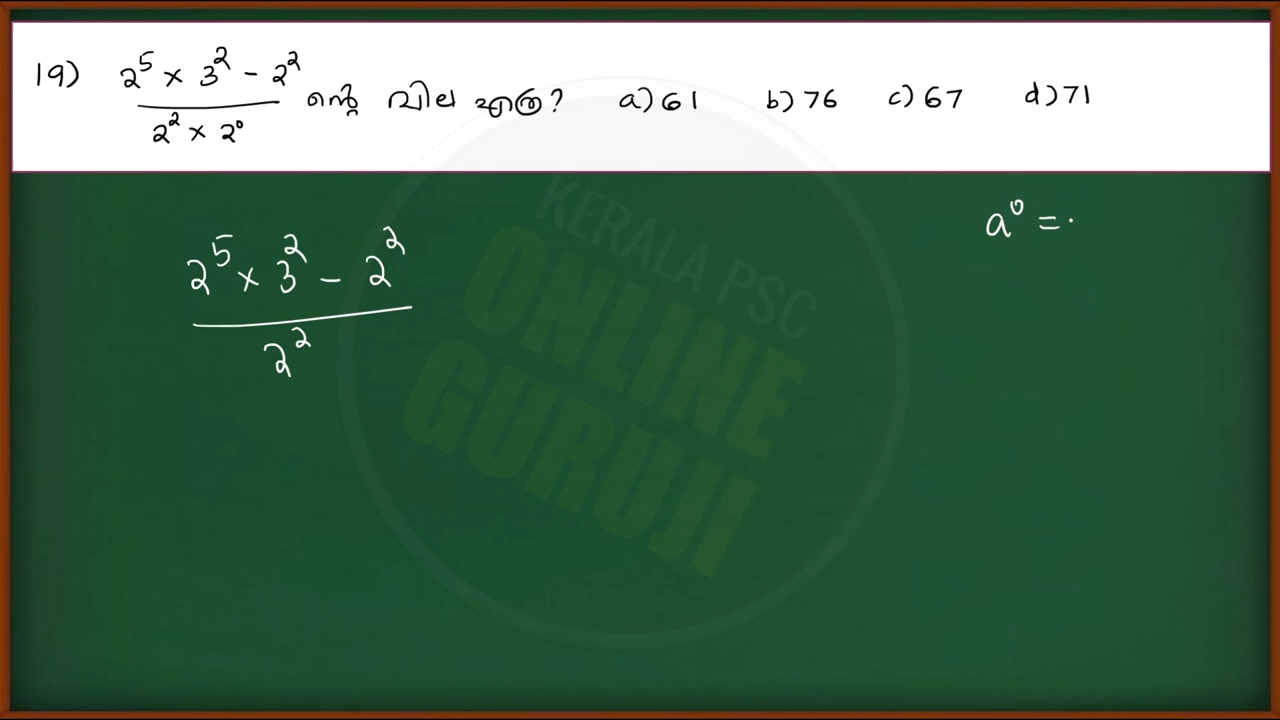 19) 2⁵ × 3² - 2² / 2² × 2⁰ ന്റെ വില എത്ര? a) 61 b) 76 c) 67 d) 71
a⁰ = .
2⁵ × 3² - 2² / 2²
KERALA PSC
ONLINE
GURUJI